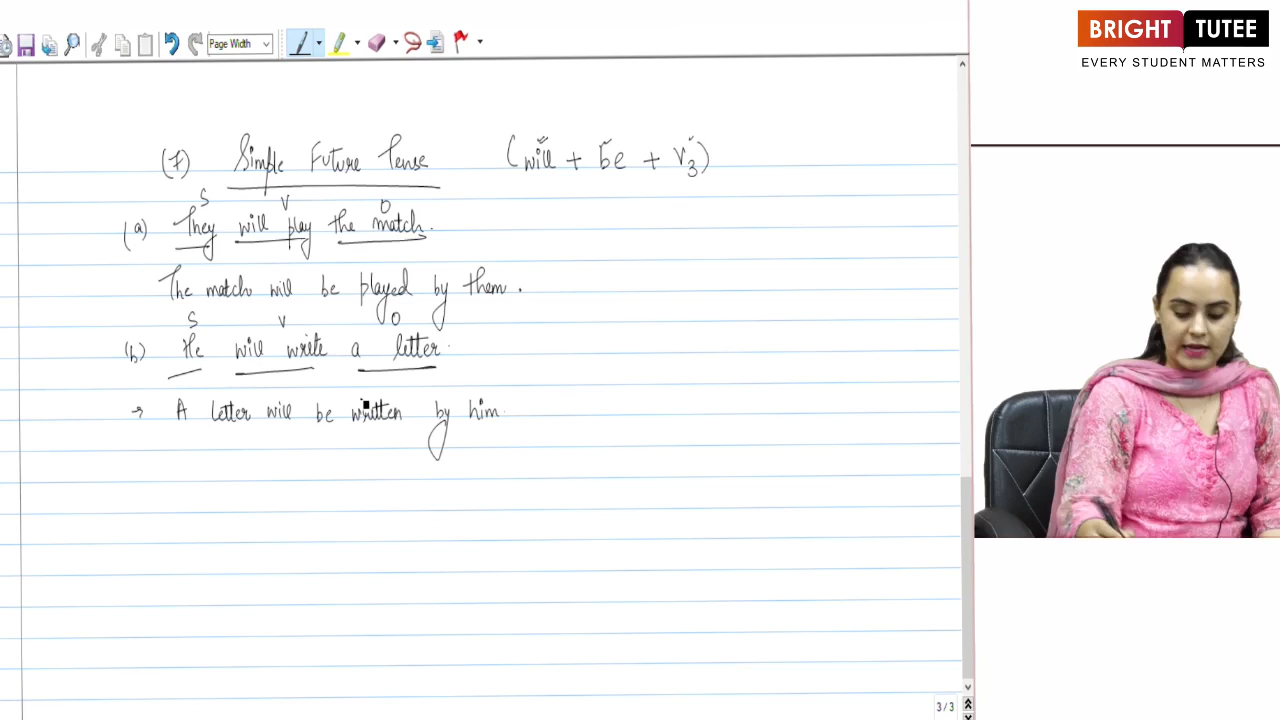 BRIGHT TUTEE
EVERY STUDENT MATTERS
Page Width
(7) Simple Future Tense (will + be + V3)
S V O
(a) They will play the match.
The match will be played by them.
S V O
(b) He will write a letter.
→ A letter will be written by him.
3/3